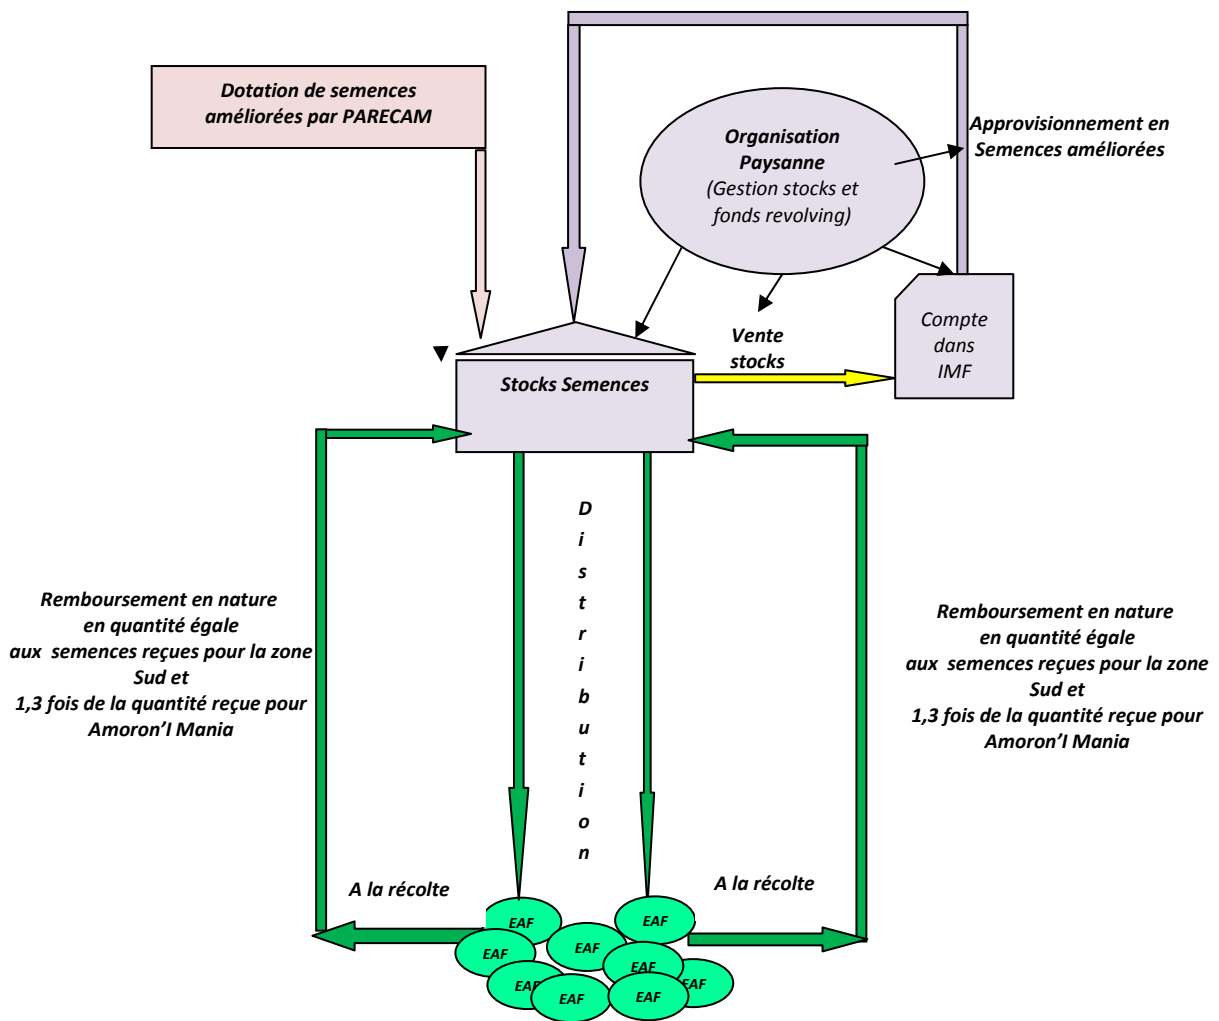 Dotation de semences
améliorées par PARECAM
Organisation
Paysanne
(Gestion stocks et
fonds revolving)
Approvisionnement en
Semences améliorées
Vente
stocks
Compte
dans
IMF
Stocks Semences
D
i
s
t
r
i
b
u
t
i
o
n
Remboursement en nature
en quantité égale
aux semences reçues pour la zone
Sud et
1,3 fois de la quantité reçue pour
Amoron'I Mania
Remboursement en nature
en quantité égale
aux semences reçues pour la zone
Sud et
1,3 fois de la quantité reçue pour
Amoron'I Mania
A la récolte
A la récolte
EAF
EAF
EAF
EAF
EAF
EAF
EAF
EAF
EAF